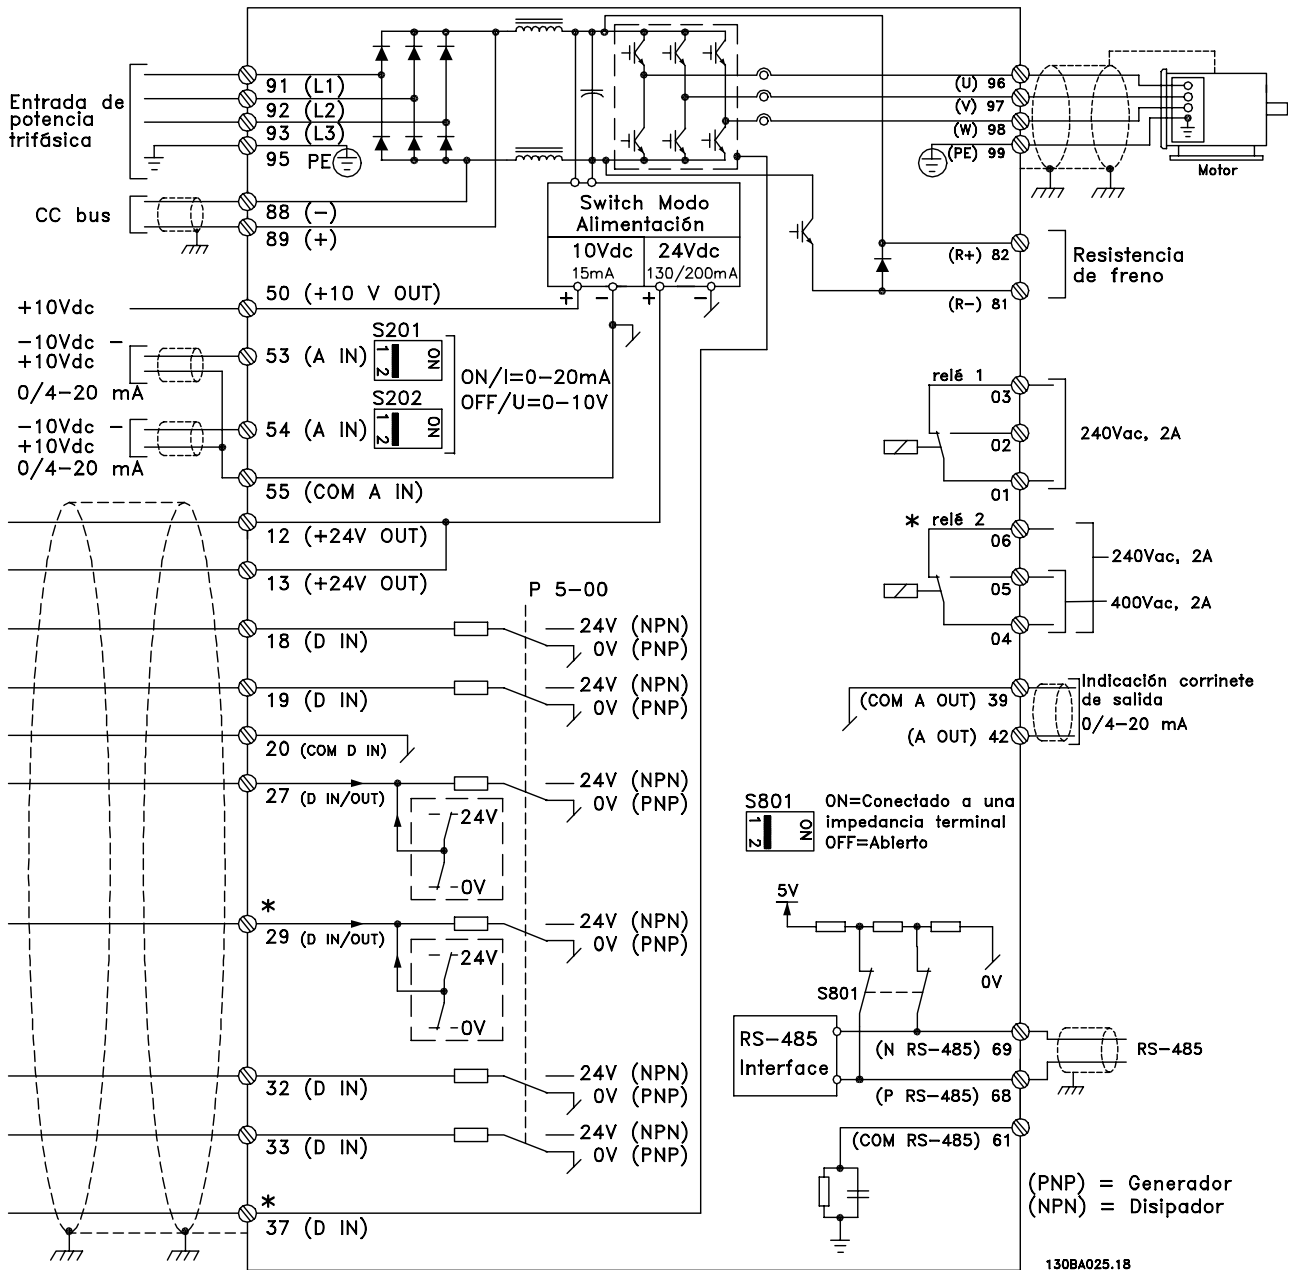 Entrada de
potencia
trifásica
91 (L1)
92 (L2)
93 (L3)
95 PE
CC bus
88 (−)
89 (+)
+10Vdc
50 (+10 V OUT)
−10Vdc −
+10Vdc
0/4−20 mA
53 (A IN)
S201
1 2
ON
−10Vdc −
+10Vdc
0/4−20 mA
54 (A IN)
S202
1 2
ON
ON/I=0−20mA
OFF/U=0−10V
55 (COM A IN)
12 (+24V OUT)
13 (+24V OUT)
P 5-00
18 (D IN)
24V (NPN)
0V (PNP)
19 (D IN)
24V (NPN)
0V (PNP)
20 (COM D IN)
27 (D IN/OUT)
24V (NPN)
0V (PNP)
24V
0V
*
29 (D IN/OUT)
24V (NPN)
0V (PNP)
24V
0V
32 (D IN)
24V (NPN)
0V (PNP)
33 (D IN)
24V (NPN)
0V (PNP)
*
37 (D IN)
Switch Modo
Alimentación
10Vdc
15mA
24Vdc
130/200mA
+ − + −
(U) 96
(V) 97
(W) 98
(PE) 99
Motor
(R+) 82
(R−) 81
Resistencia
de freno
relé 1
03
02
01
240Vac, 2A
* relé 2
06
05
04
240Vac, 2A
400Vac, 2A
(COM A OUT) 39
(A OUT) 42
Indicación corrinete
de salida
0/4−20 mA
S801
1 2
ON
ON=Conectado a una
impedancia terminal
OFF=Abierto
5V
S801
0V
RS−485
Interface
(N RS−485) 69
(P RS−485) 68
(COM RS−485) 61
RS−485
(PNP) = Generador
(NPN) = Disipador
130BA025.18